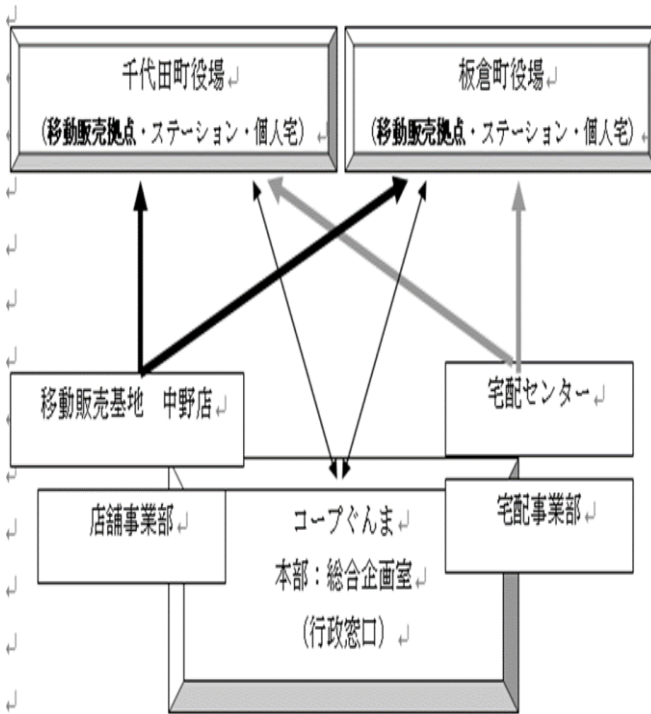 千代田町役場
(移動販売拠点・ステーション・個人宅)
板倉町役場
(移動販売拠点・ステーション・個人宅)
移動販売基地　中野店
宅配センター
店舗事業部
コープぐんま
本部：総合企画室
(行政窓口)
宅配事業部